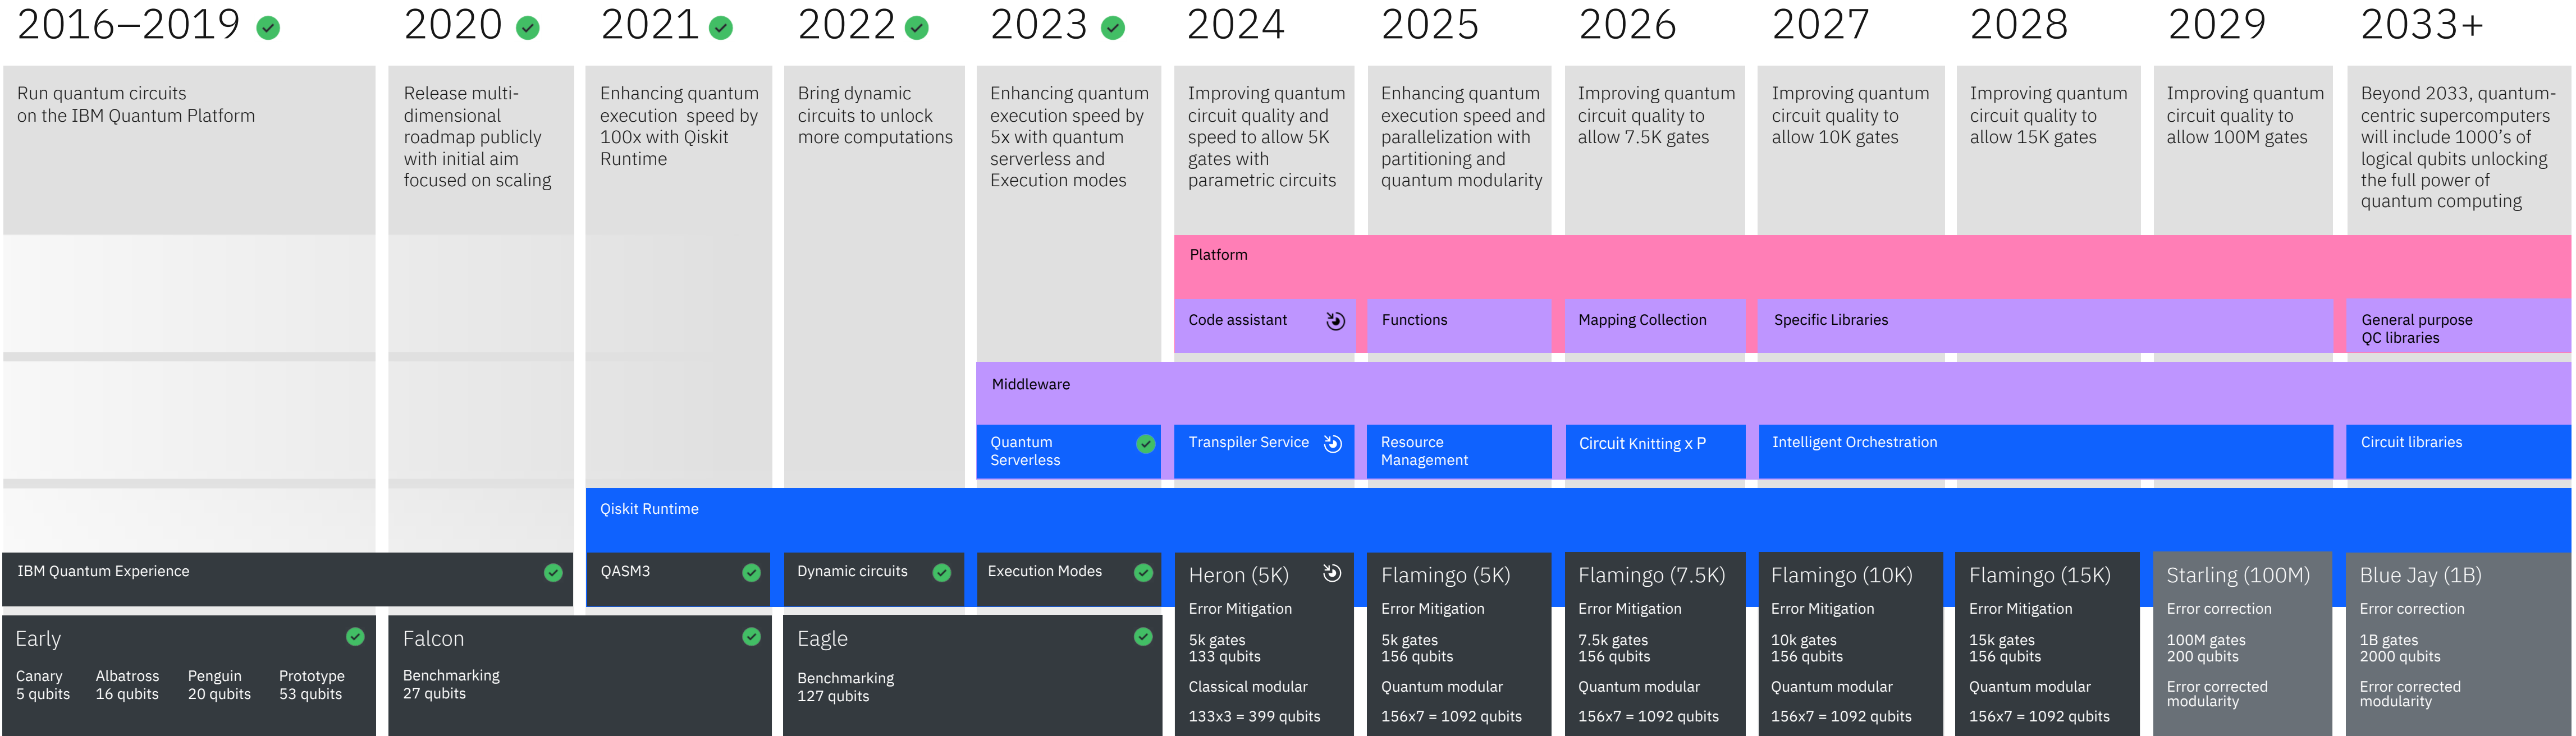 2016–2019
2020
2021
2022
2023
2024
2025
2026
2027
2028
2029
2033+
Run quantum circuits
on the IBM Quantum Platform
Release multi-
dimensional
roadmap publicly
with initial aim
focused on scaling
Enhancing quantum
execution speed by
100x with Qiskit
Runtime
Bring dynamic
circuits to unlock
more computations
Enhancing quantum
execution speed by
5x with quantum
serverless and
Execution modes
Improving quantum
circuit quality and
speed to allow 5K
gates with
parametric circuits
Enhancing quantum
execution speed and
parallelization with
partitioning and
quantum modularity
Improving quantum
circuit quality to
allow 7.5K gates
Improving quantum
circuit quality to
allow 10K gates
Improving quantum
circuit quality to
allow 15K gates
Improving quantum
circuit quality to
allow 100M gates
Beyond 2033, quantum-
centric supercomputers
will include 1000's of
logical qubits unlocking
the full power of
quantum computing
Platform
Code assistant
Functions
Mapping Collection
Specific Libraries
General purpose
QC libraries
Middleware
Quantum
Serverless
Transpiler Service
Resource
Management
Circuit Knitting x P
Intelligent Orchestration
Circuit libraries
Qiskit Runtime
IBM Quantum Experience
QASM3
Dynamic circuits
Execution Modes
Early
Canary
5 qubits
Albatross
16 qubits
Penguin
20 qubits
Prototype
53 qubits
Falcon
Benchmarking
27 qubits
Eagle
Benchmarking
127 qubits
Heron (5K)
Error Mitigation
5k gates
133 qubits
Classical modular
133x3 = 399 qubits
Flamingo (5K)
Error Mitigation
5k gates
156 qubits
Quantum modular
156x7 = 1092 qubits
Flamingo (7.5K)
Error Mitigation
7.5k gates
156 qubits
Quantum modular
156x7 = 1092 qubits
Flamingo (10K)
Error Mitigation
10k gates
156 qubits
Quantum modular
156x7 = 1092 qubits
Flamingo (15K)
Error Mitigation
15k gates
156 qubits
Quantum modular
156x7 = 1092 qubits
Starling (100M)
Error correction
100M gates
200 qubits
Error corrected
modularity
Blue Jay (1B)
Error correction
1B gates
2000 qubits
Error corrected
modularity